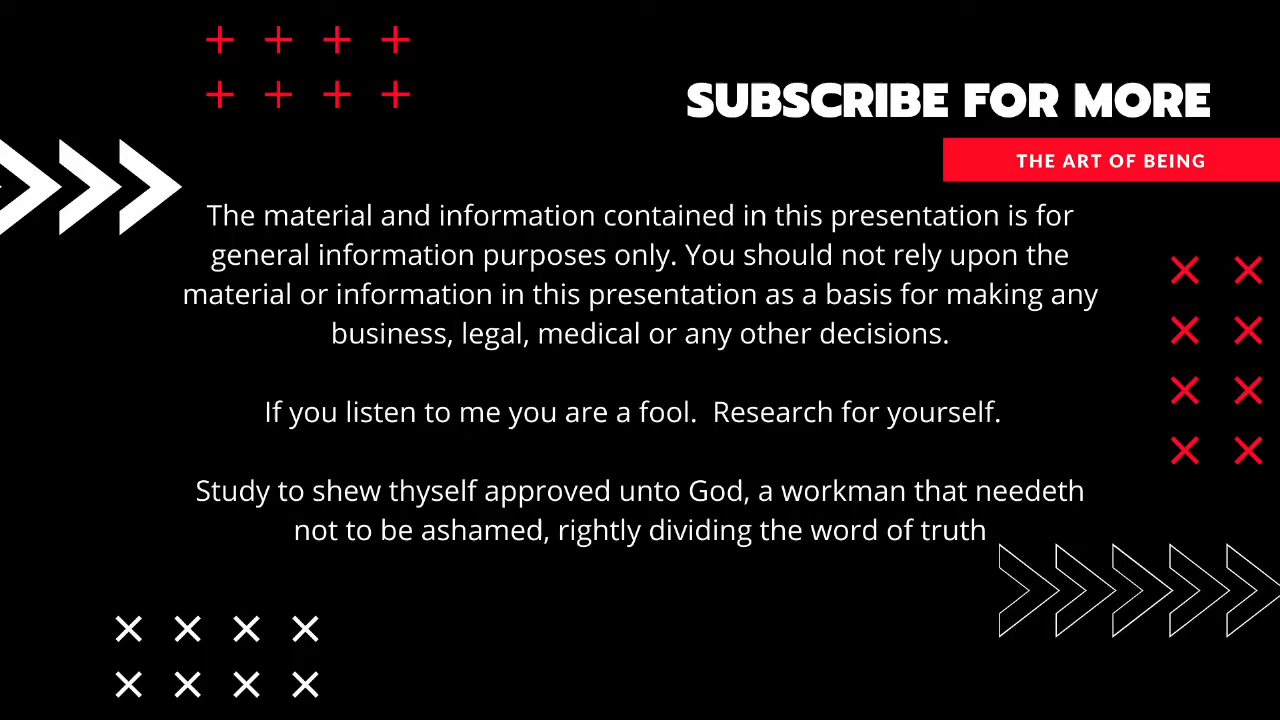 SUBSCRIBE FOR MORE
THE ART OF BEING
The material and information contained in this presentation is for
general information purposes only. You should not rely upon the
material or information in this presentation as a basis for making any
business, legal, medical or any other decisions.
If you listen to me you are a fool.  Research for yourself.
Study to shew thyself approved unto God, a workman that needeth
not to be ashamed, rightly dividing the word of truth